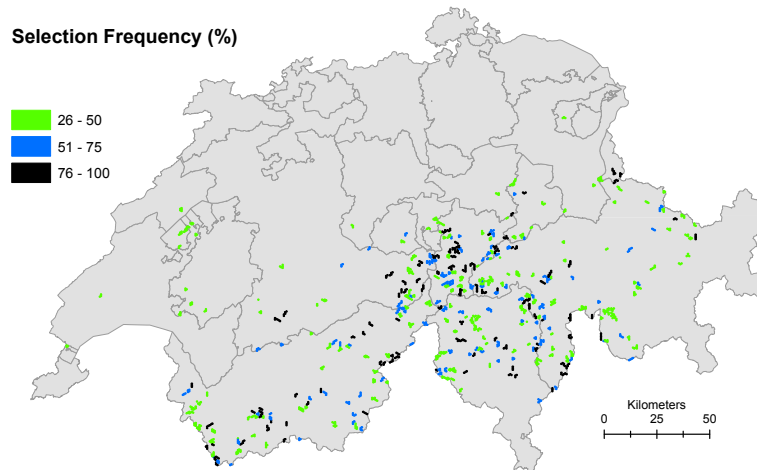 Selection Frequency (%)
26 - 50
51 - 75
76 - 100
Kilometers
0 25 50